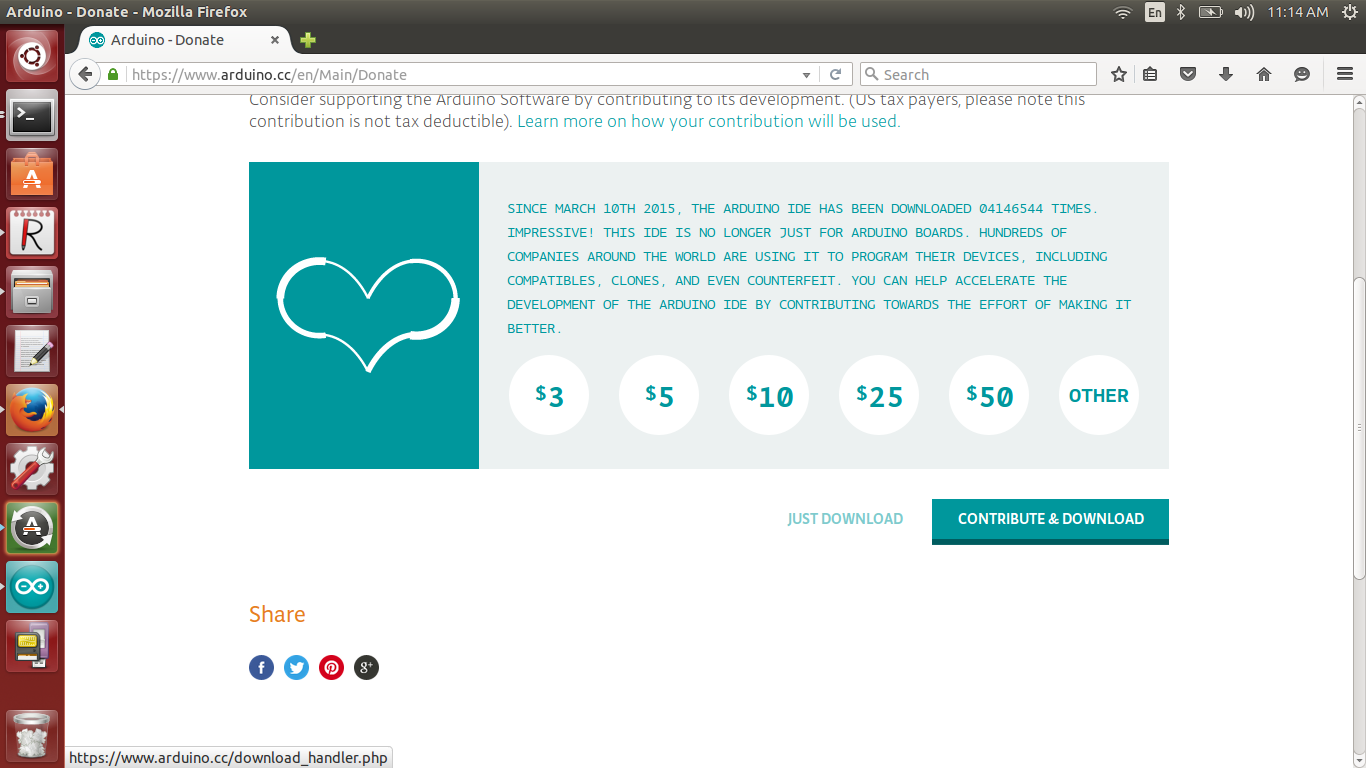 Arduino - Donate - Mozilla Firefox
En
11:14 AM
Arduino - Donate
https://www.arduino.cc/en/Main/Donate
Search
Consider supporting the Arduino Software by contributing to its development. (US tax payers, please note this
contribution is not tax deductible). Learn more on how your contribution will be used.
SINCE MARCH 10TH 2015, THE ARDUINO IDE HAS BEEN DOWNLOADED 04146544 TIMES.
IMPRESSIVE! THIS IDE IS NO LONGER JUST FOR ARDUINO BOARDS. HUNDREDS OF
COMPANIES AROUND THE WORLD ARE USING IT TO PROGRAM THEIR DEVICES, INCLUDING
COMPATIBLES, CLONES, AND EVEN COUNTERFEIT. YOU CAN HELP ACCELERATE THE
DEVELOPMENT OF THE ARDUINO IDE BY CONTRIBUTING TOWARDS THE EFFORT OF MAKING IT
BETTER.
$3 $5 $10 $25 $50 OTHER
JUST DOWNLOAD CONTRIBUTE & DOWNLOAD
Share
https://www.arduino.cc/download_handler.php